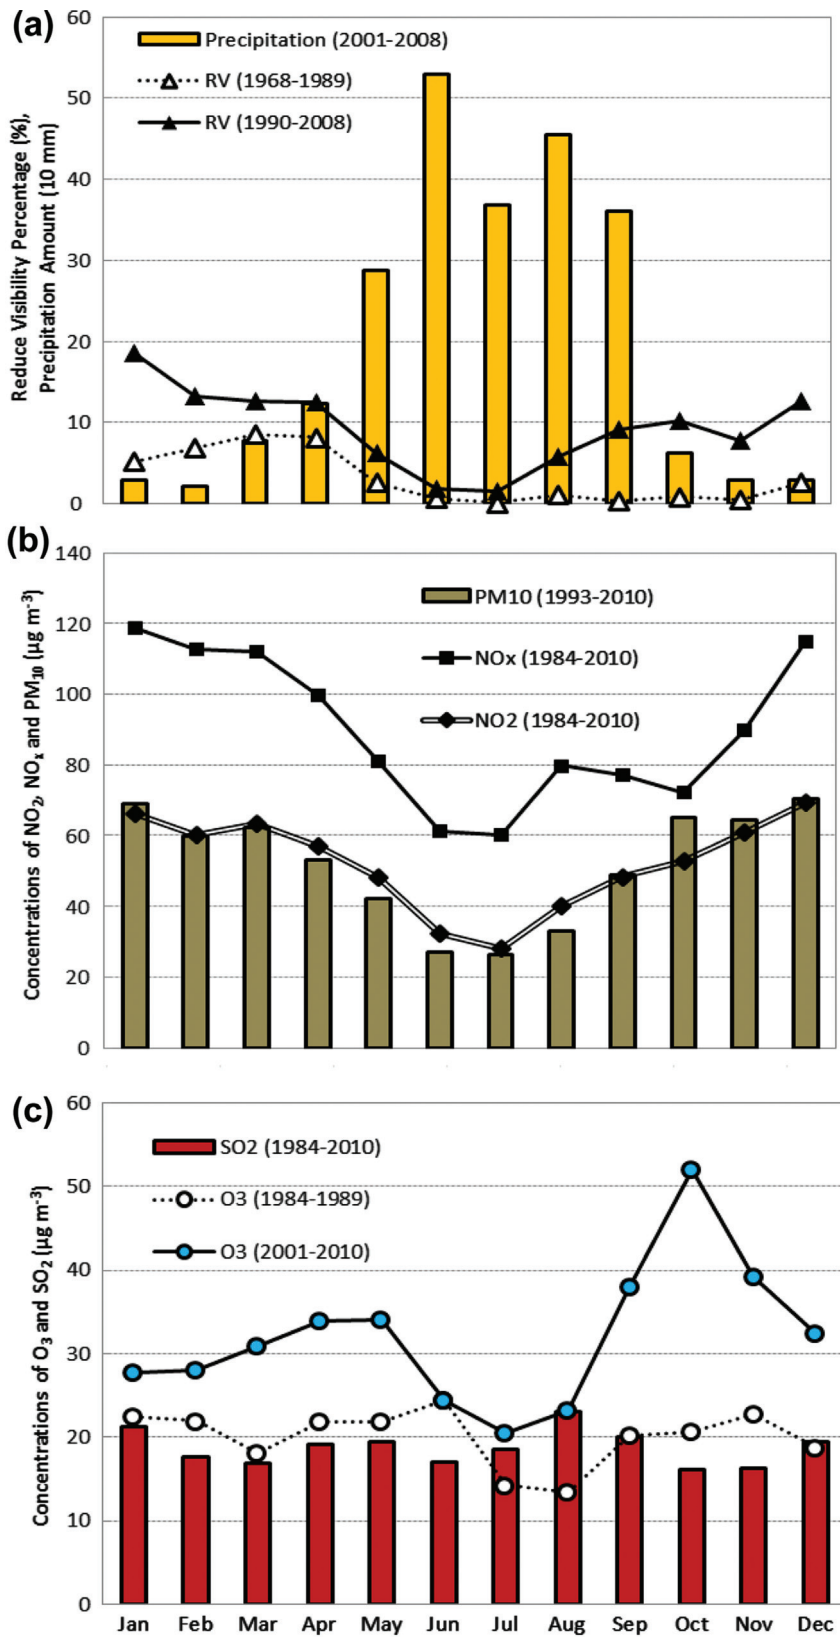 (a)
Reduce Visibility Percentage (%),
Precipitation Amount (10 mm)
60
50
40
30
20
10
0
Precipitation (2001-2008)
RV (1968-1989)
RV (1990-2008)
(b)
Concentrations of NO₂, NOₓ and PM₁₀ (µg m⁻³)
140
120
100
80
60
40
20
0
PM10 (1993-2010)
NOx (1984-2010)
NO2 (1984-2010)
(c)
Concentrations of O₃ and SO₂ (µg m⁻³)
60
50
40
30
20
10
0
SO2 (1984-2010)
O3 (1984-1989)
O3 (2001-2010)
Jan Feb Mar Apr May Jun Jul Aug Sep Oct Nov Dec